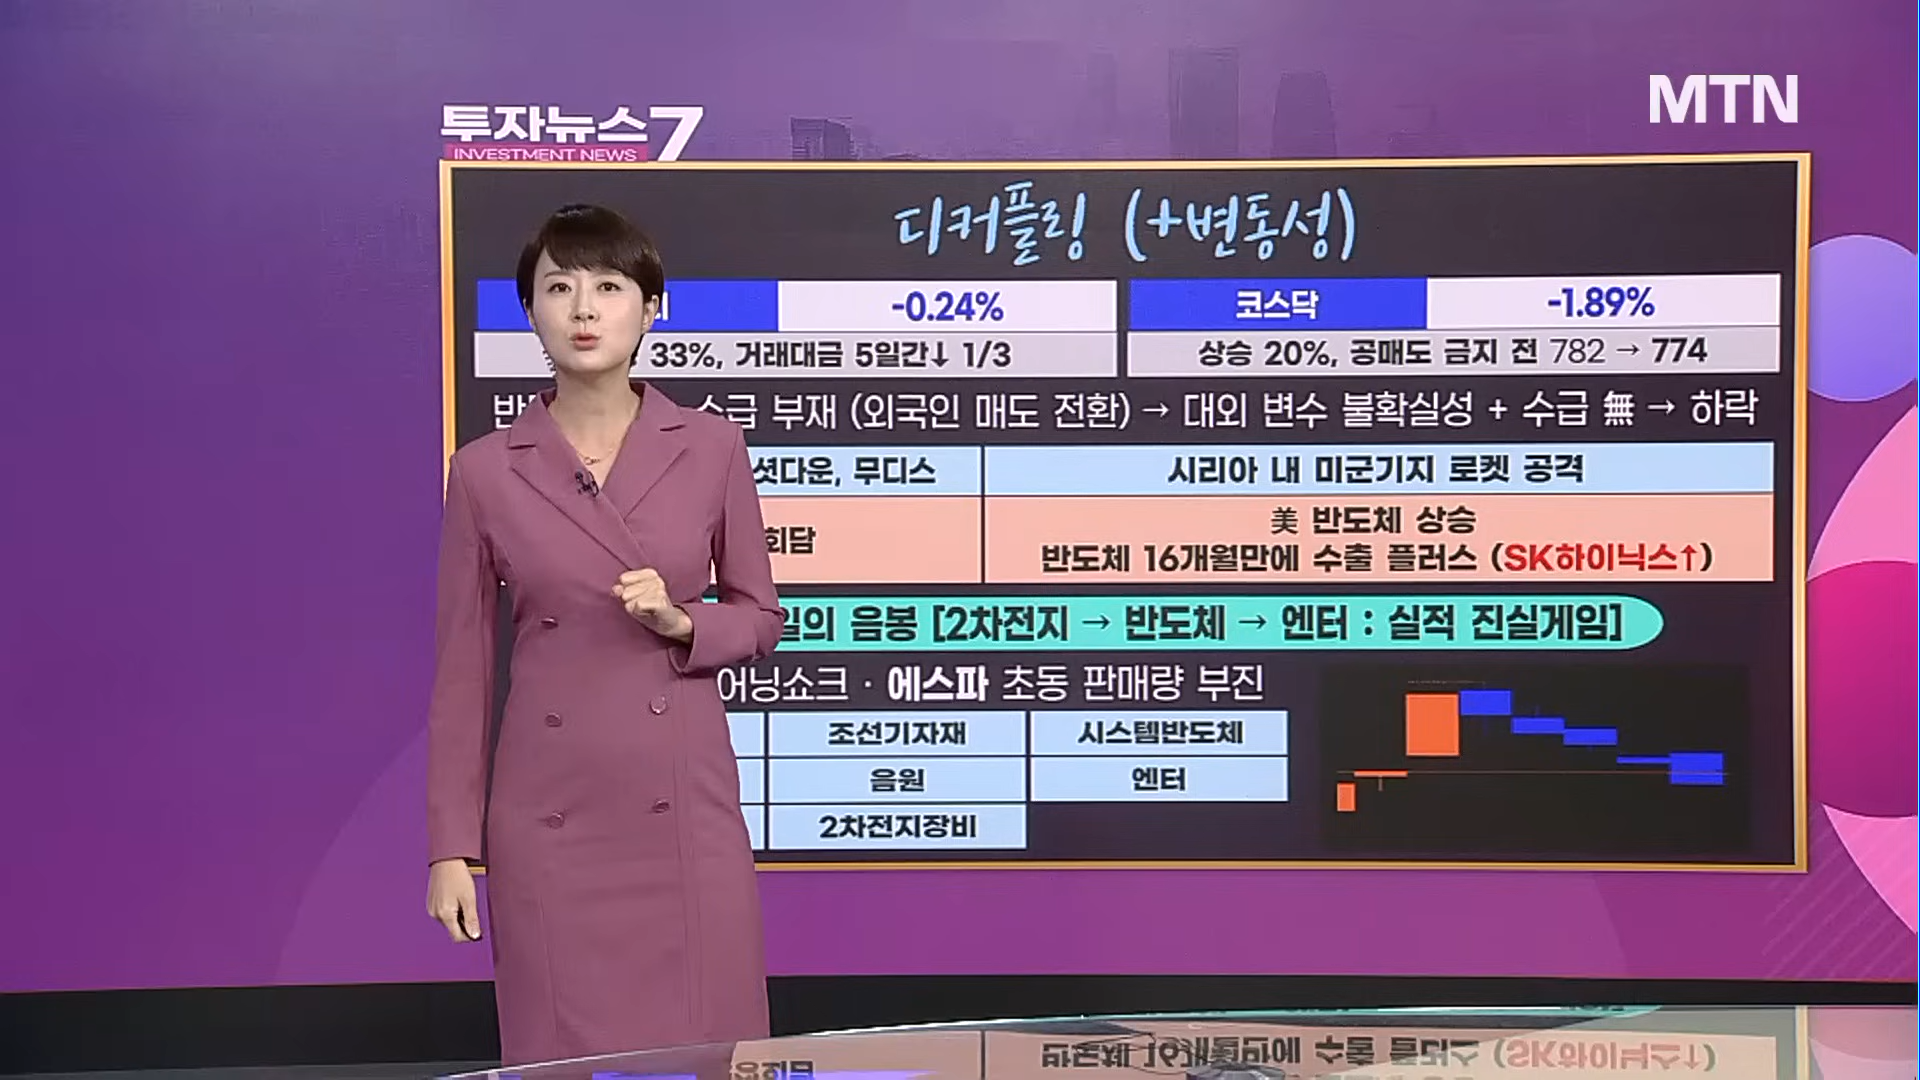 MTN
투자뉴스7
INVESTMENT NEWS
디커플링 (+변동성)
-0.24%
코스닥
-1.89%
33%, 거래대금 5일간↓ 1/3
상승 20%, 공매도 금지 전 782 → 774
수급 부재 (외국인 매도 전환) → 대외 변수 불확실성 + 수급 無 → 하락
셧다운, 무디스
시리아 내 미군기지 로켓 공격
회담
美 반도체 상승
반도체 16개월만에 수출 플러스 (SK하이닉스↑)
일의 음봉 [2차전지 → 반도체 → 엔터 : 실적 진실게임]
어닝쇼크 · 에스파 초동 판매량 부진
조선기자재
시스템반도체
음원
엔터
2차전지장비